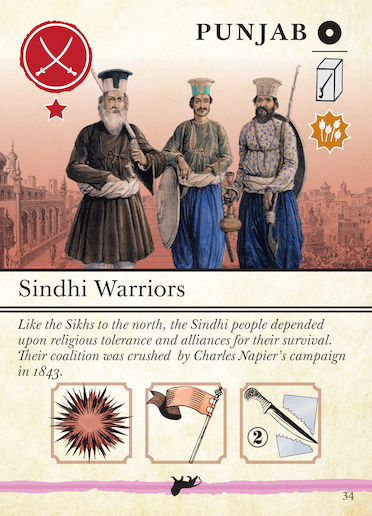 PUNJAB
Sindhi Warriors
Like the Sikhs to the north, the Sindhi people depended
upon religious tolerance and alliances for their survival.
Their coalition was crushed by Charles Napier's campaign
in 1843.
2
34